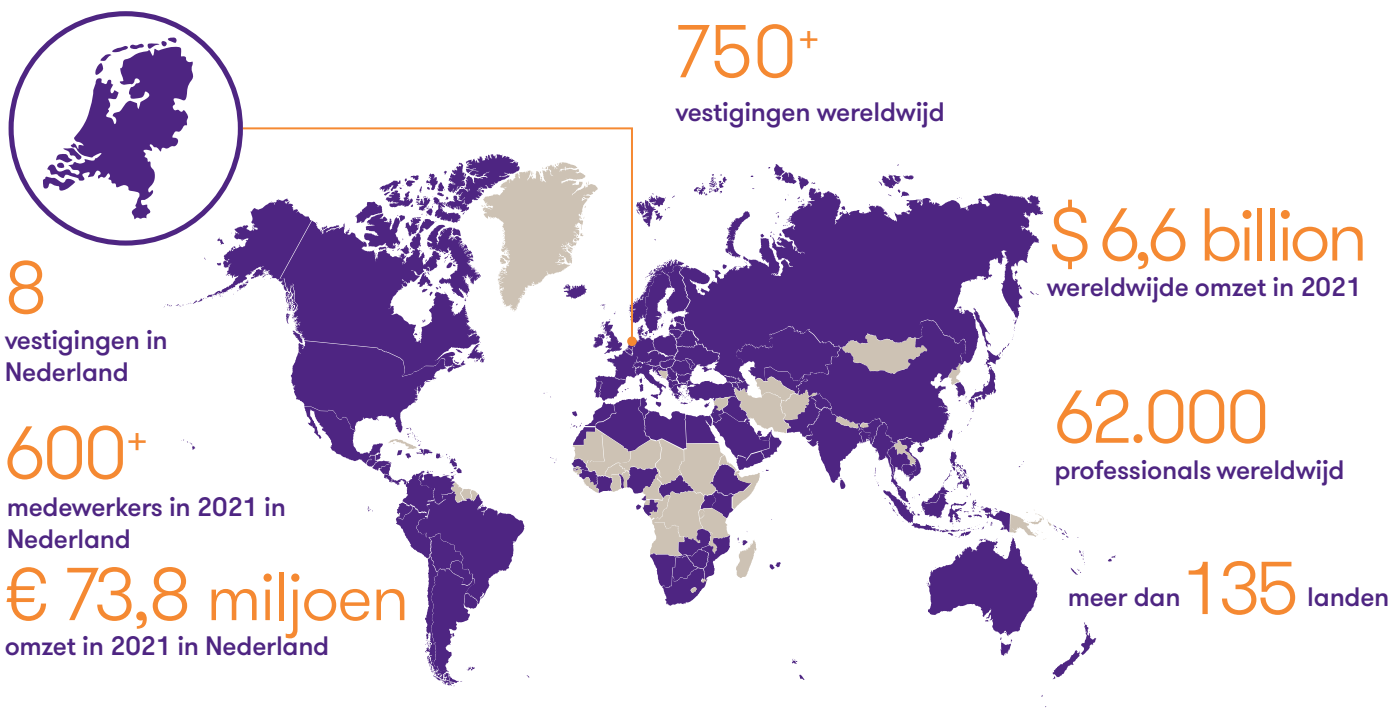 750+
vestigingen wereldwijd
$ 6,6 billion
wereldwijde omzet in 2021
8
vestigingen in
Nederland
62.000
professionals wereldwijd
600+
medewerkers in 2021 in
Nederland
€ 73,8 miljoen
omzet in 2021 in Nederland
meer dan 135 landen